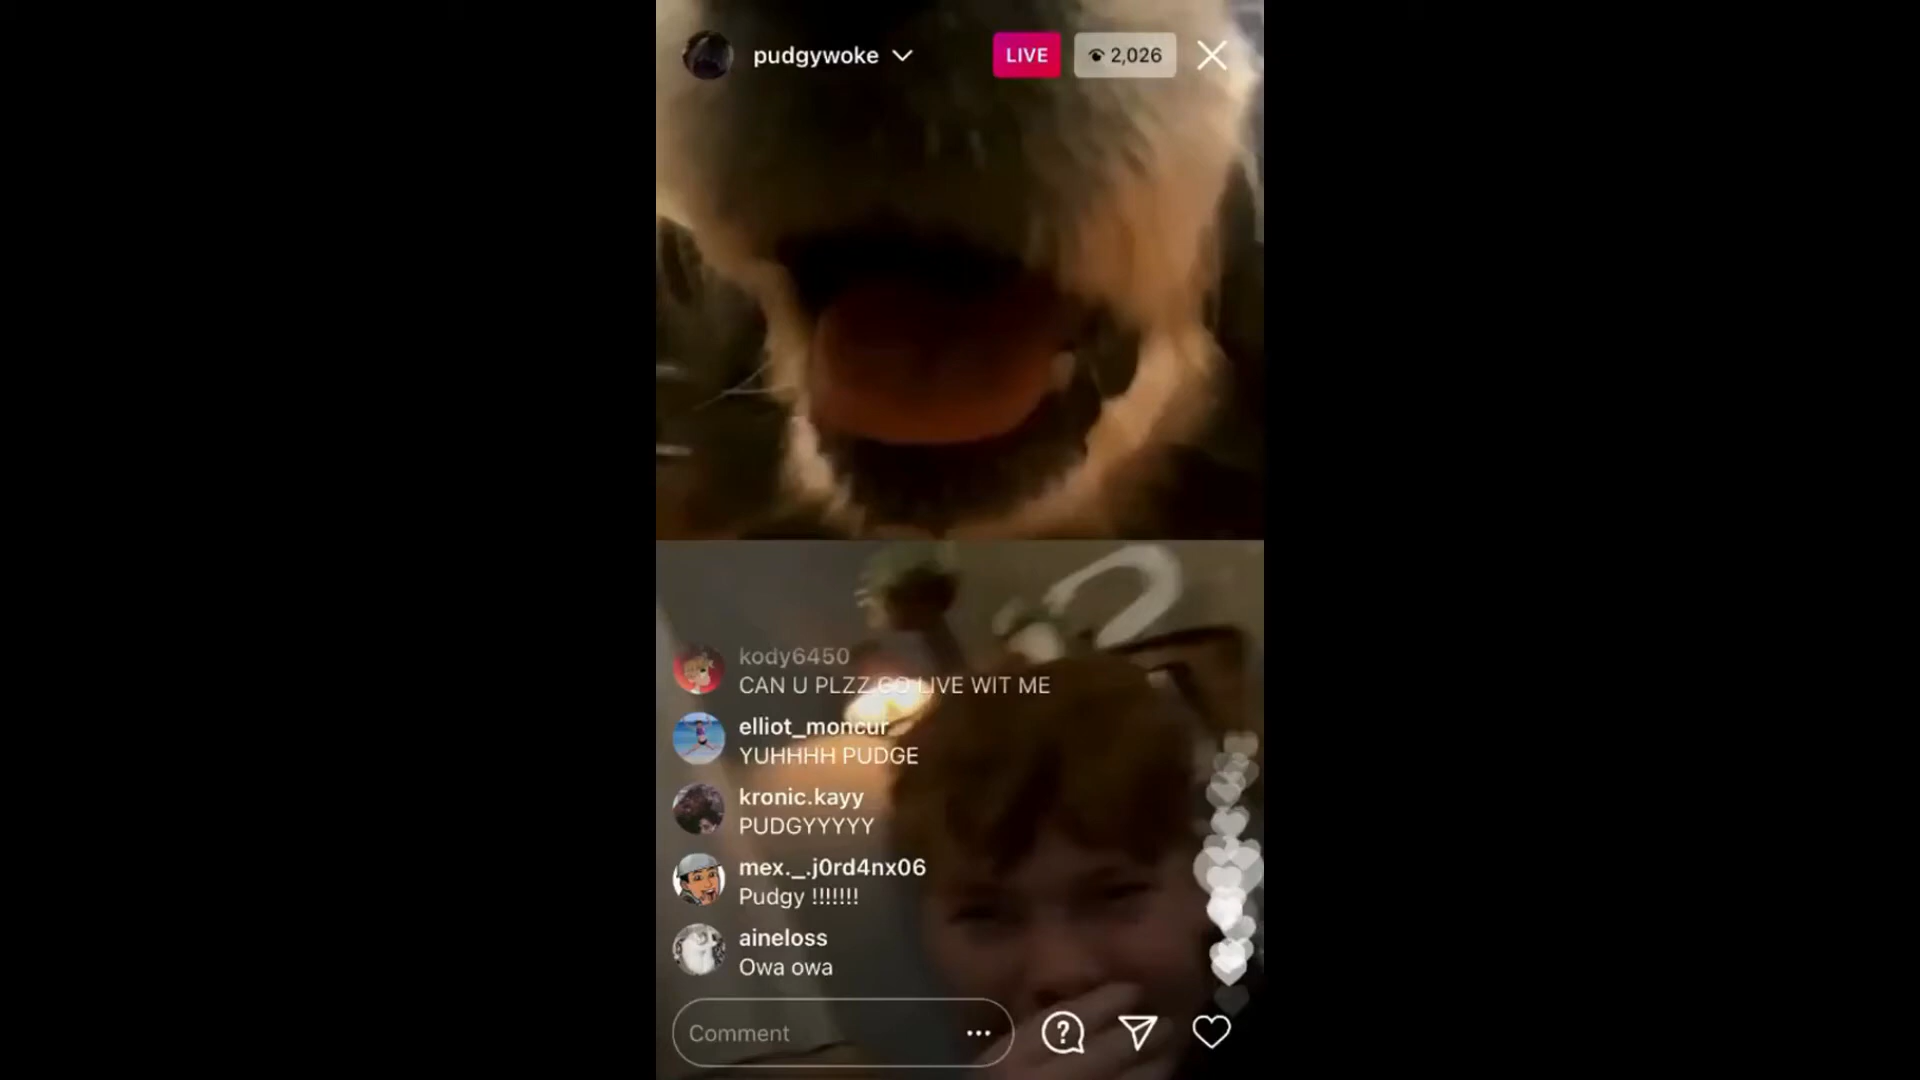 pudgywoke
LIVE
2,026
kody6450
CAN U PLZZ GO LIVE WIT ME
elliot_moncur
YUHHHH PUDGE
kronic.kayy
PUDGYYYYY
mex._.j0rd4nx06
Pudgy !!!!!!!
aineloss
Owa owa
Comment